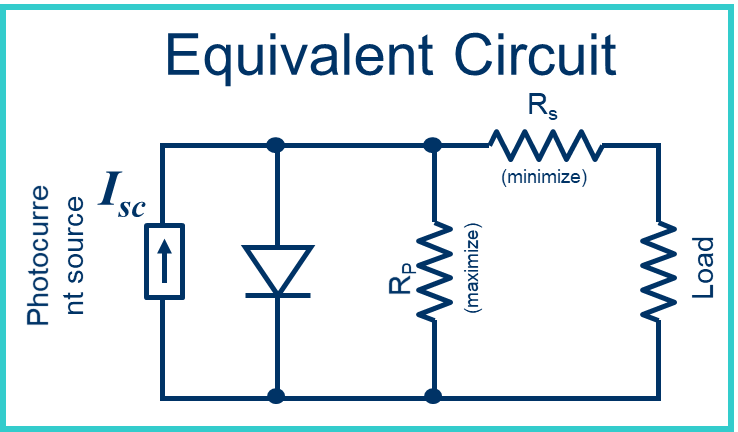 Equivalent Circuit
Rs
(minimize)
Isc
Photocurre
nt source
RP
(maximize)
Load